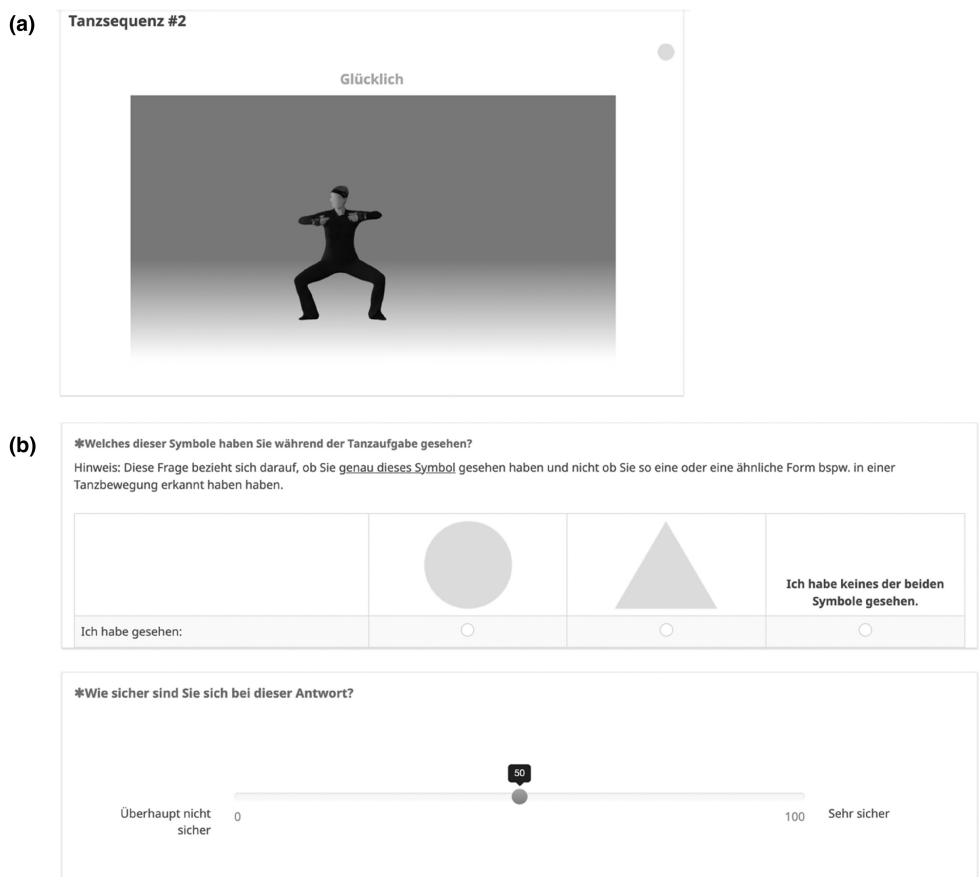 (a)
Tanzsequenz #2
Glücklich
(b)
✱Welches dieser Symbole haben Sie während der Tanzaufgabe gesehen?
Hinweis: Diese Frage bezieht sich darauf, ob Sie genau dieses Symbol gesehen haben und nicht ob Sie so eine oder eine ähnliche Form bspw. in einer
Tanzbewegung erkannt haben haben.
Ich habe keines der beiden
Symbole gesehen.
Ich habe gesehen:
✱Wie sicher sind Sie sich bei dieser Antwort?
50
Überhaupt nicht
sicher
0
100
Sehr sicher